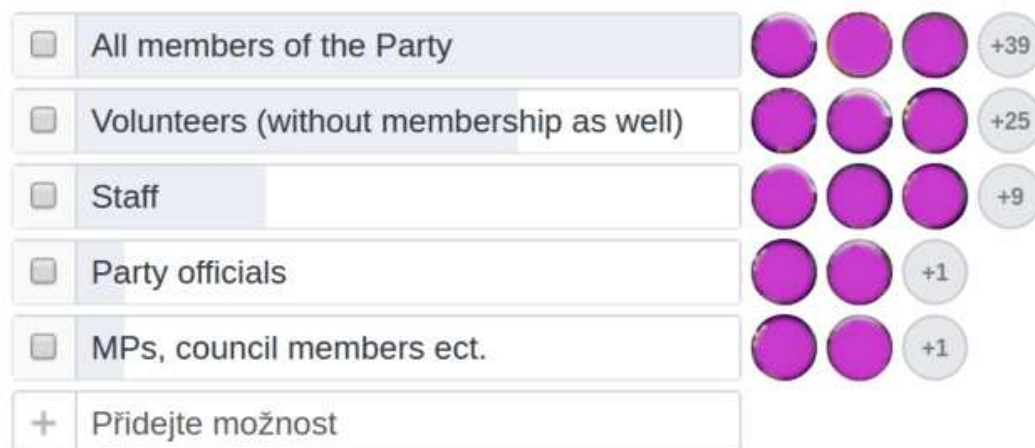 All members of the Party +39
Volunteers (without membership as well) +25
Staff +9
Party officials +1
MPs, council members ect. +1
+ Přidejte možnost